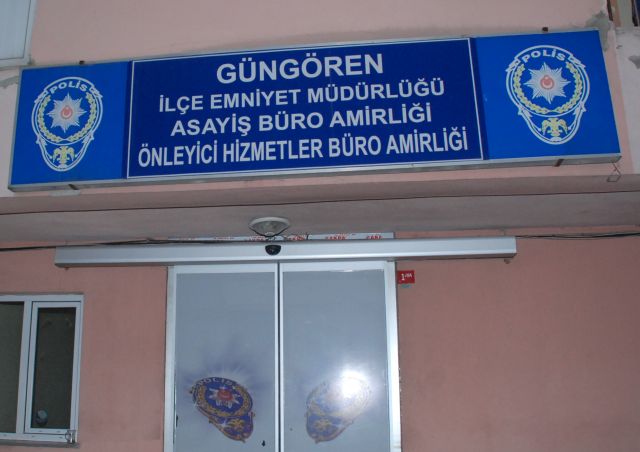 GÜNGÖREN
İLÇE EMNİYET MÜDÜRLÜĞÜ
ASAYİŞ BÜRO AMİRLİĞİ
ÖNLEYİCİ HİZMETLER BÜRO AMİRLİĞİ
POLİS
POLİS
POLİS